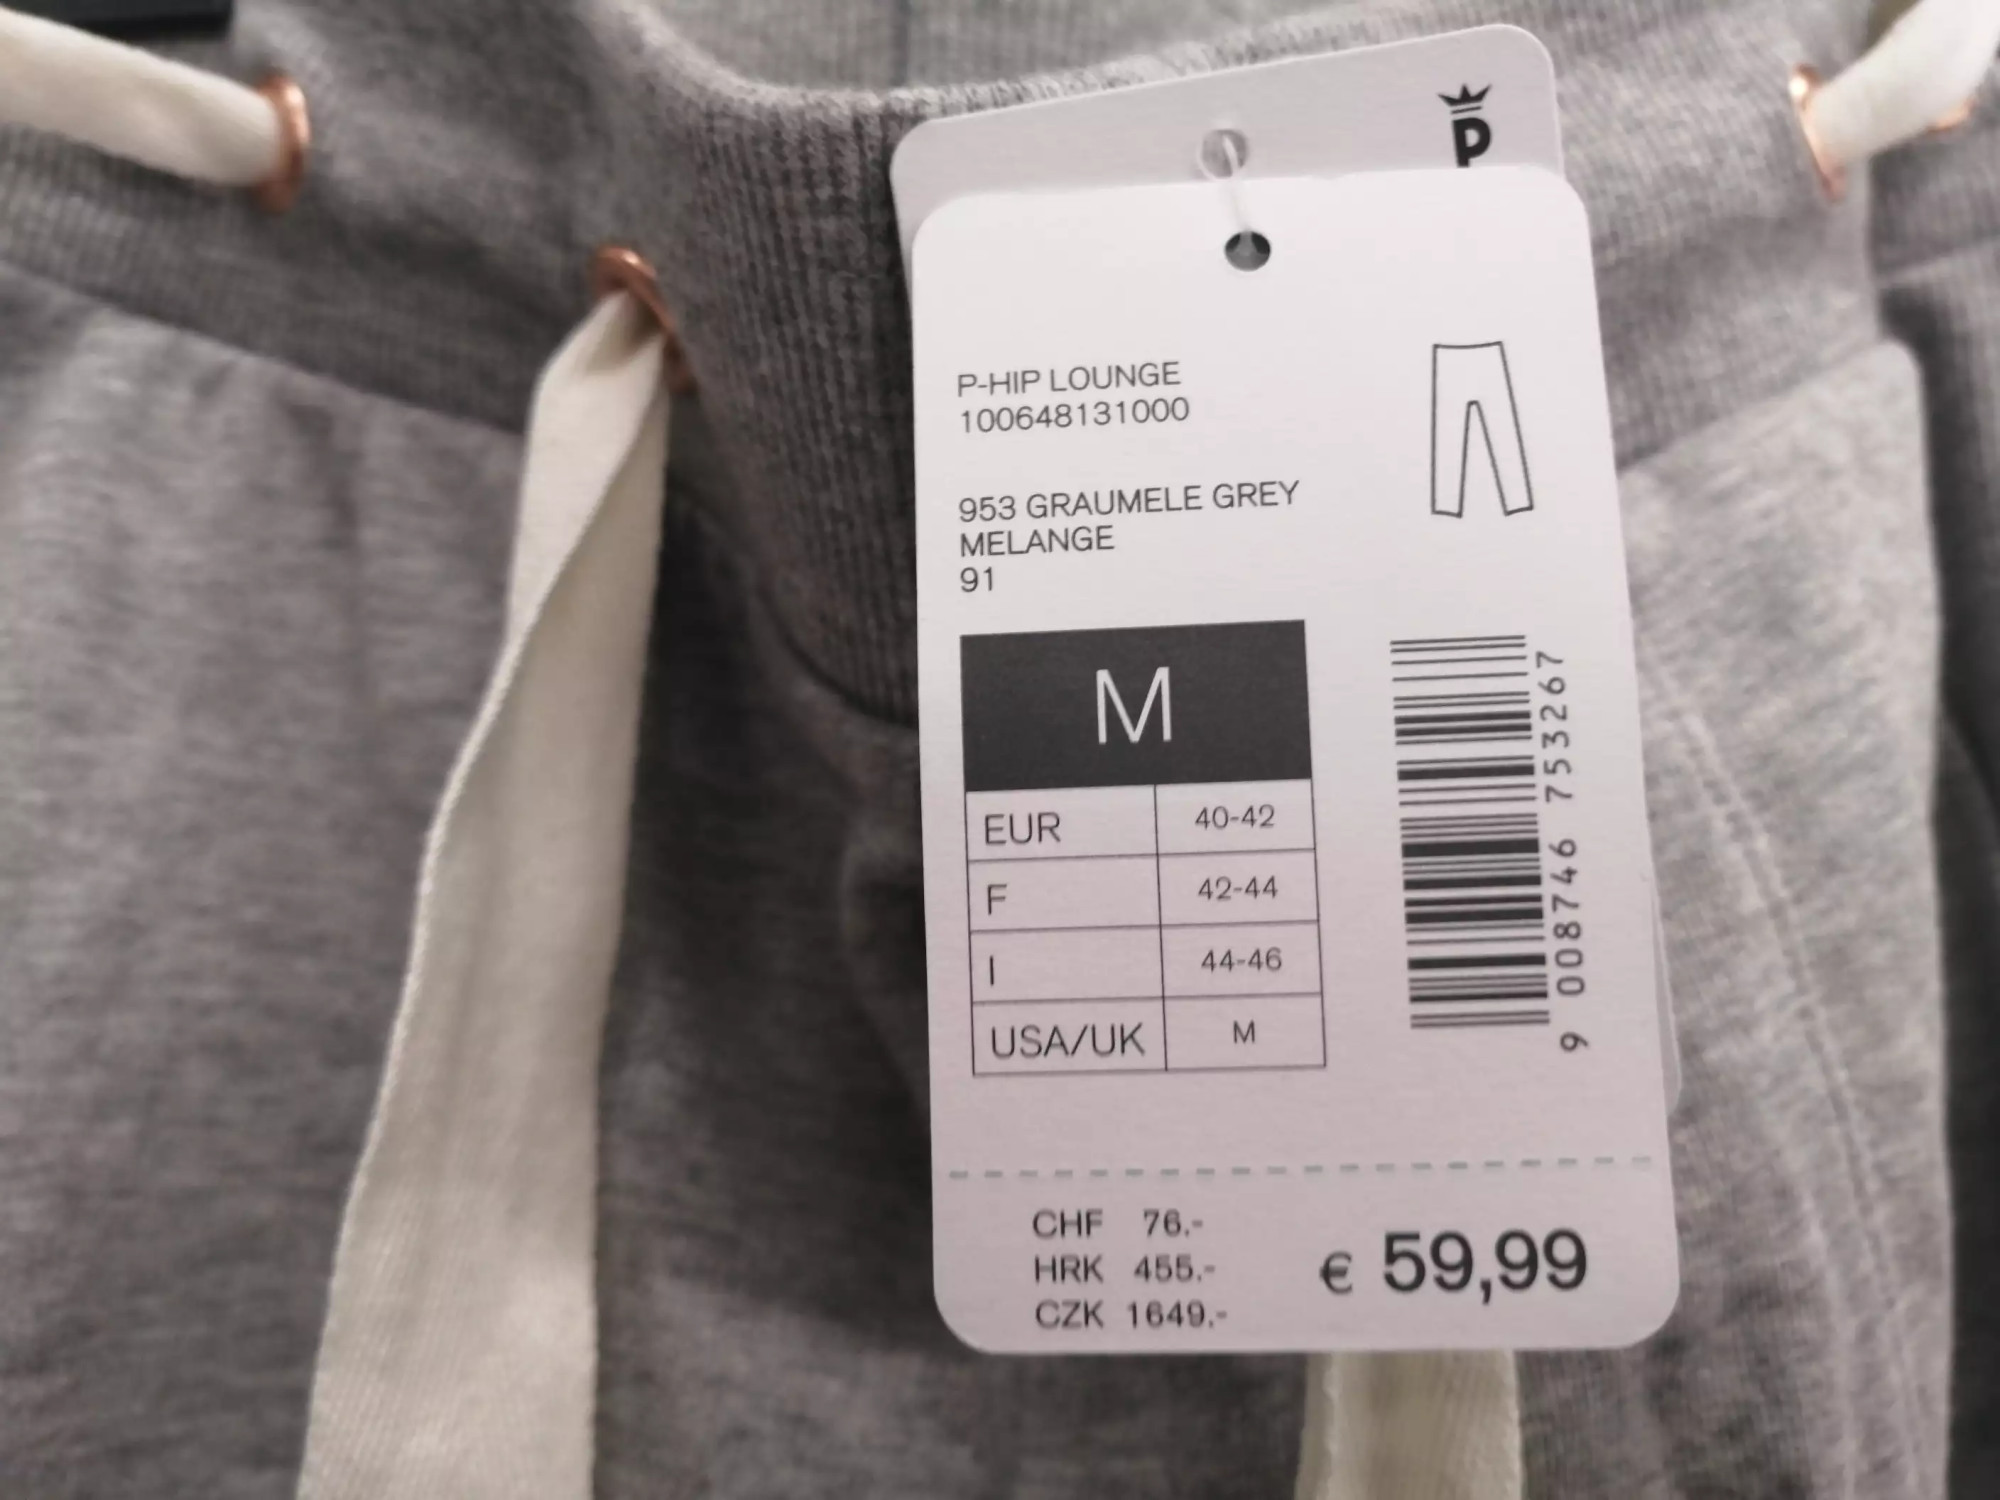 P
P-HIP LOUNGE
100648131000
953 GRAUMELE GREY
MELANGE
91
M
EUR 40-42
F 42-44
I 44-46
USA/UK M
9 008746 753267
CHF 76.-
HRK 455.-
CZK 1649.-
€ 59,99